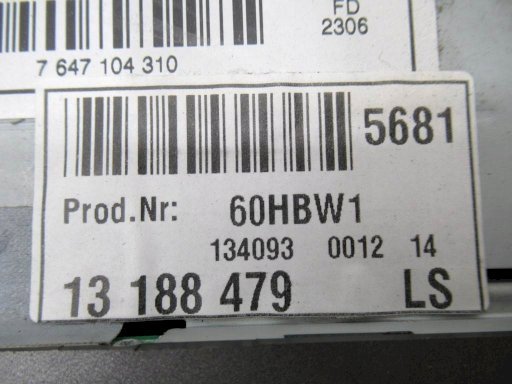 FD
2306
7 647 104 310
5681
Prod.Nr: 60HBW1
134093 0012 14
13 188 479 LS